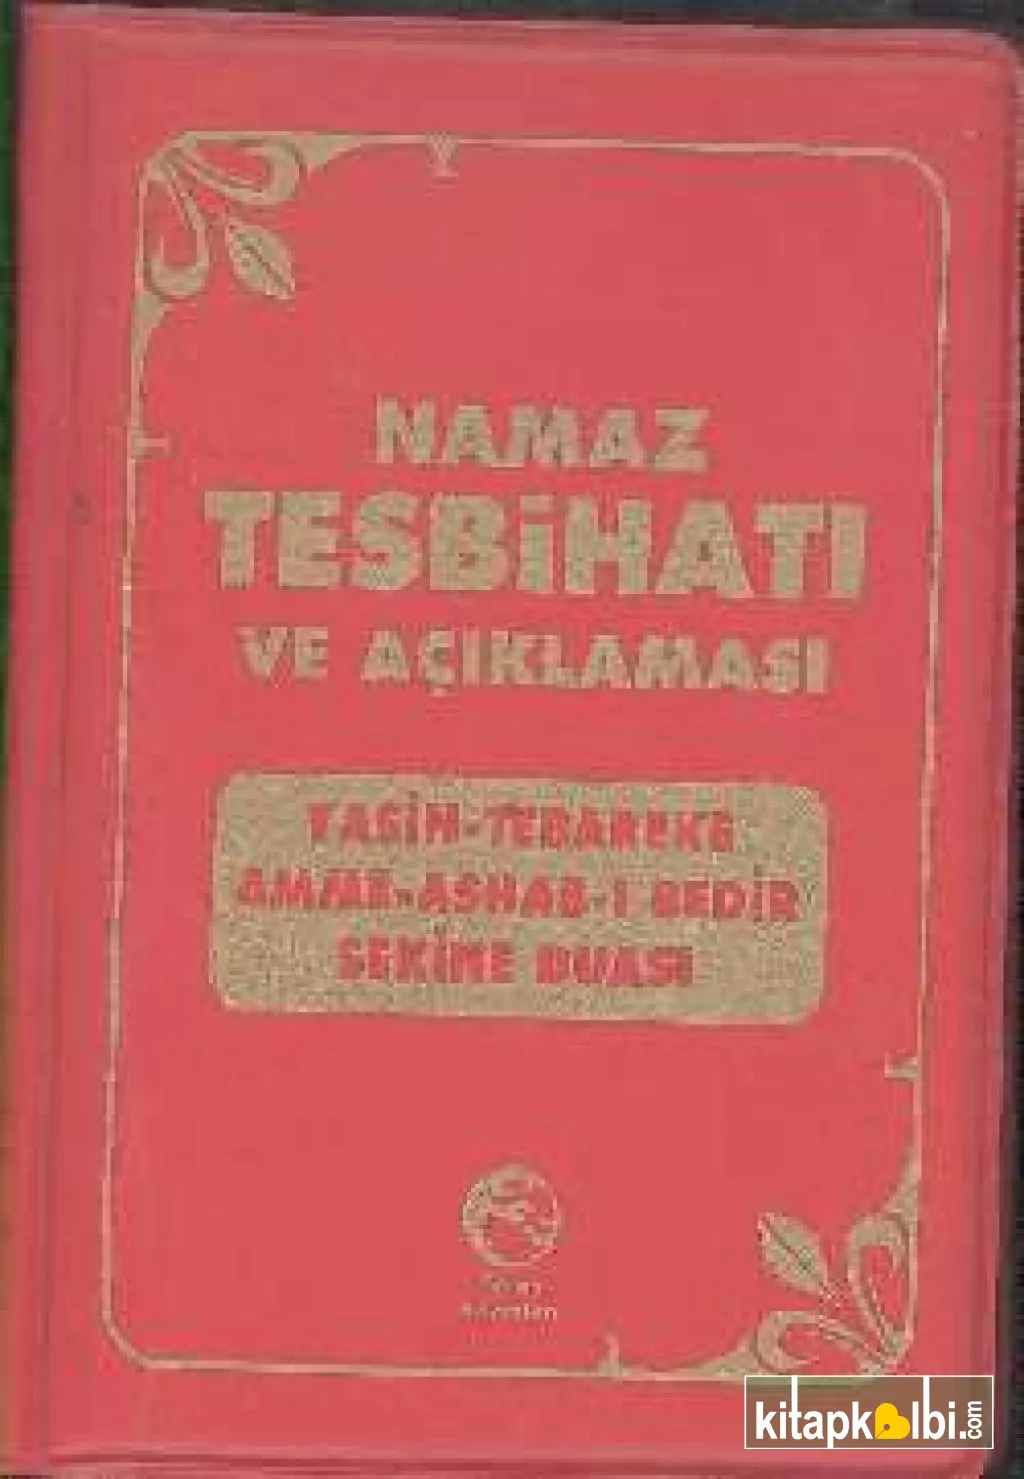 NAMAZ
TESBİHATI
VE AÇIKLAMASI
YASİN-TEBAREKE
AMME-ASHAB-I BEDİR
SEKİNE DUASI
kitapkalbi.com